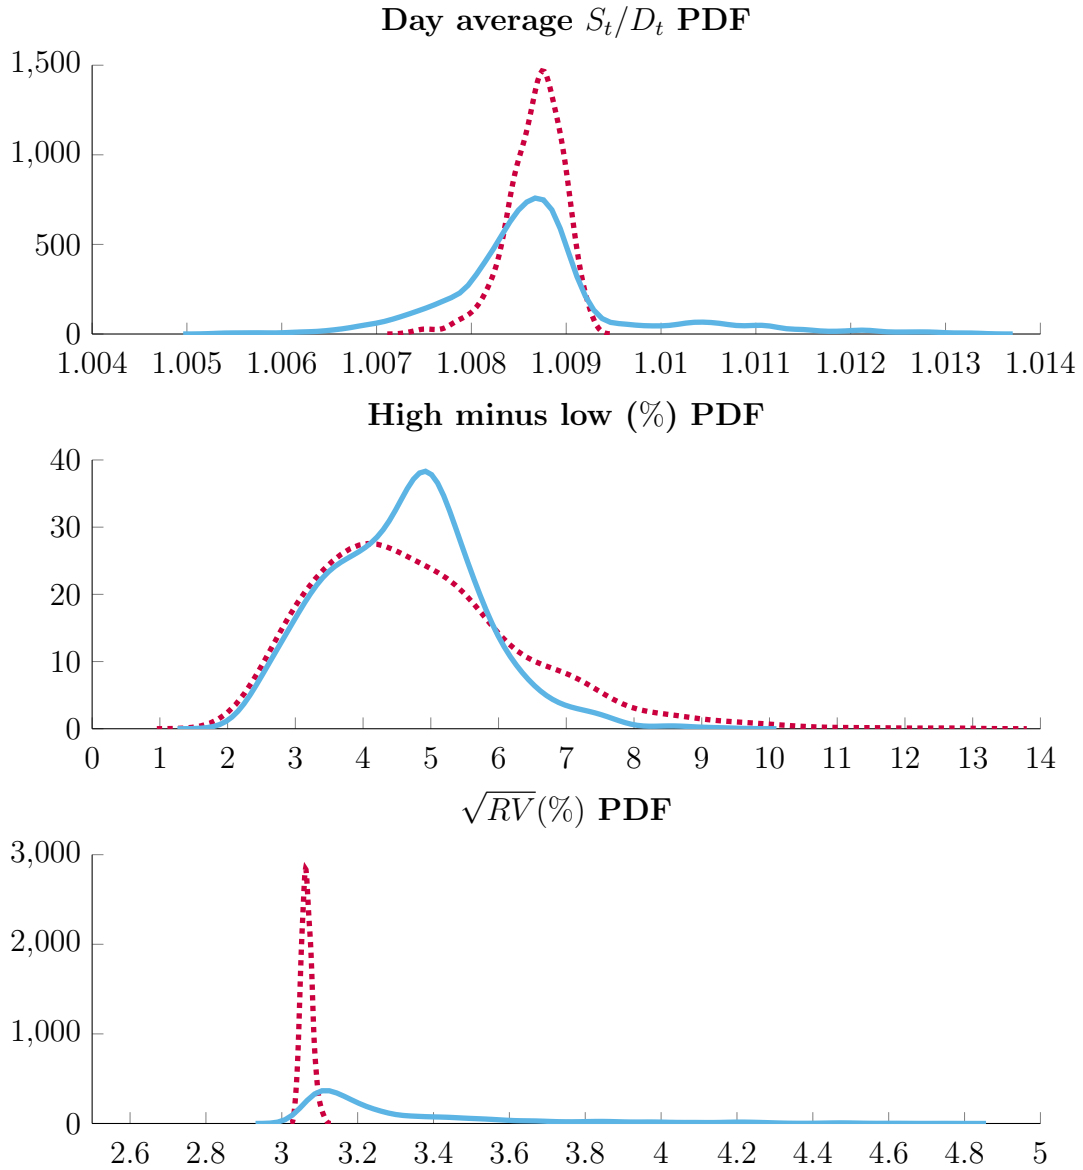 Day average S_t/D_t PDF
1,500
1,000
500
0
1.004 1.005 1.006 1.007 1.008 1.009 1.01 1.011 1.012 1.013 1.014
High minus low (%) PDF
40
30
20
10
0
0 1 2 3 4 5 6 7 8 9 10 11 12 13 14
√RV(%) PDF
3,000
2,000
1,000
0
2.6 2.8 3 3.2 3.4 3.6 3.8 4 4.2 4.4 4.6 4.8 5